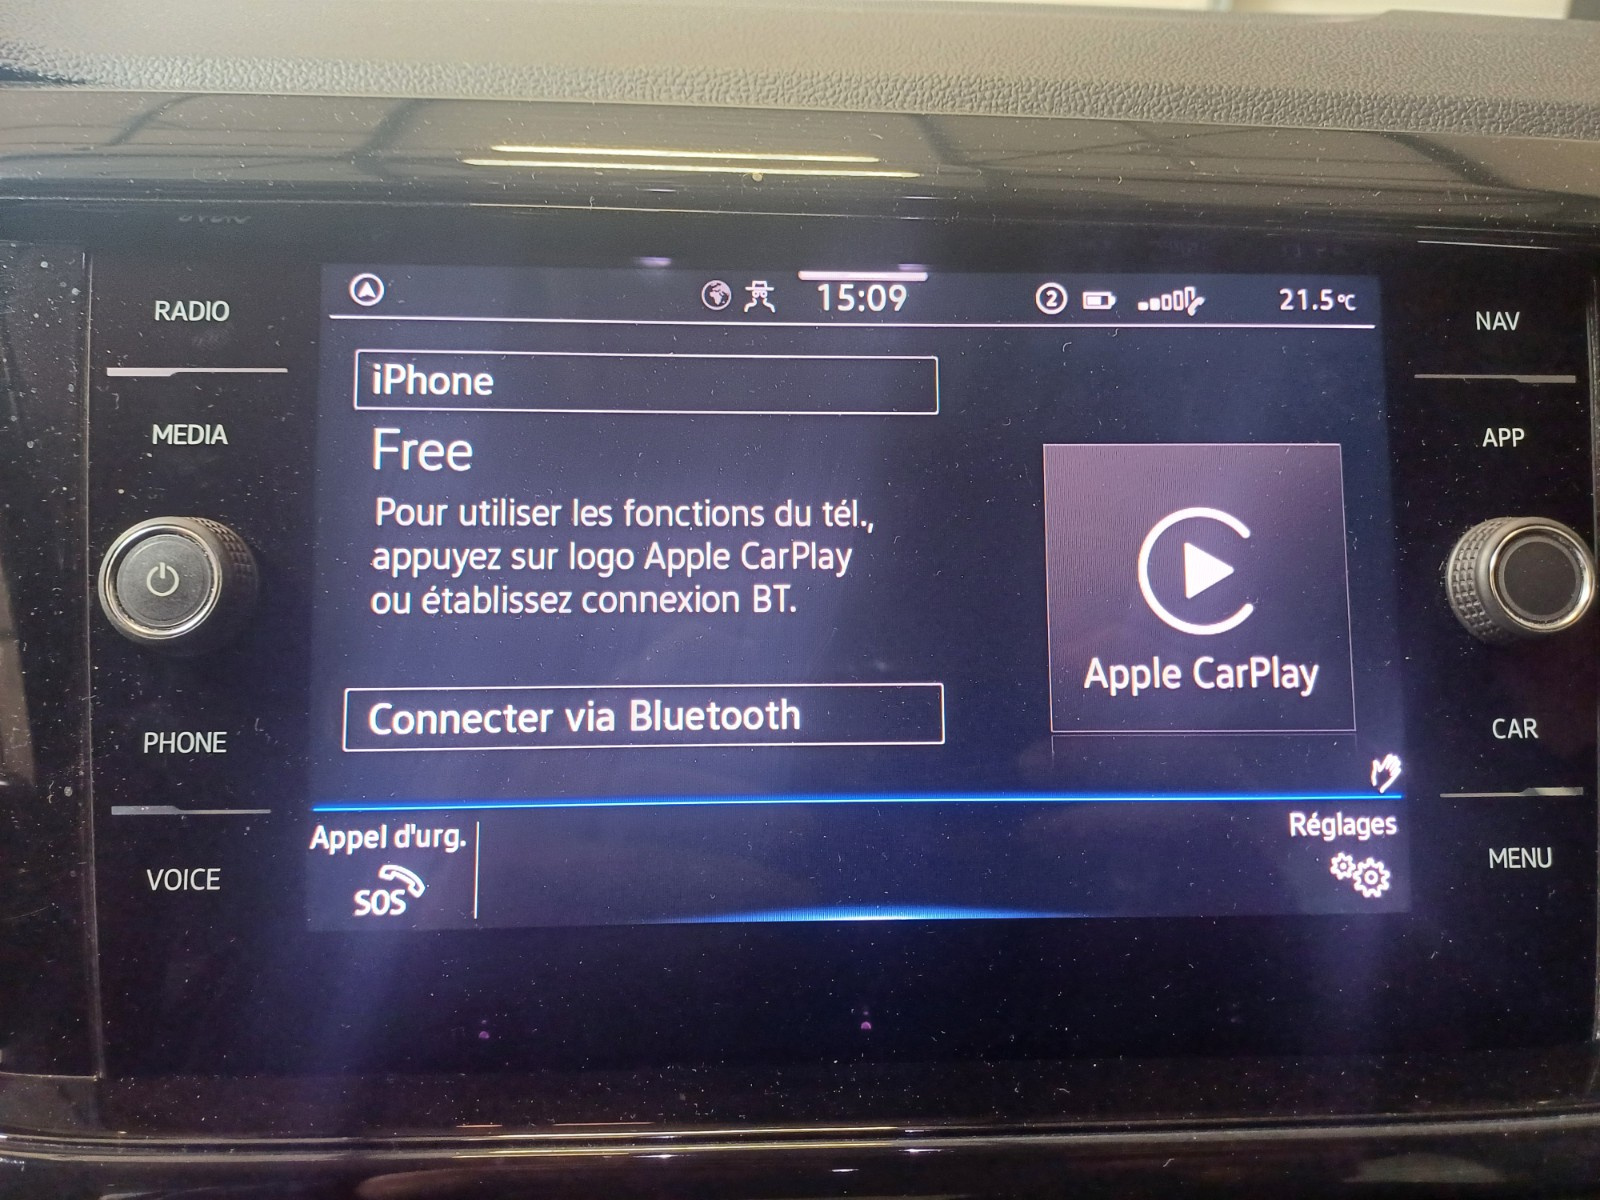 RADIO
MEDIA
PHONE
VOICE
15:09
2
21.5°C
iPhone
Free
Pour utiliser les fonctions du tél.,
appuyez sur logo Apple CarPlay
ou établissez connexion BT.
Connecter via Bluetooth
Apple CarPlay
Appel d'urg.
SOS
Réglages
NAV
APP
CAR
MENU